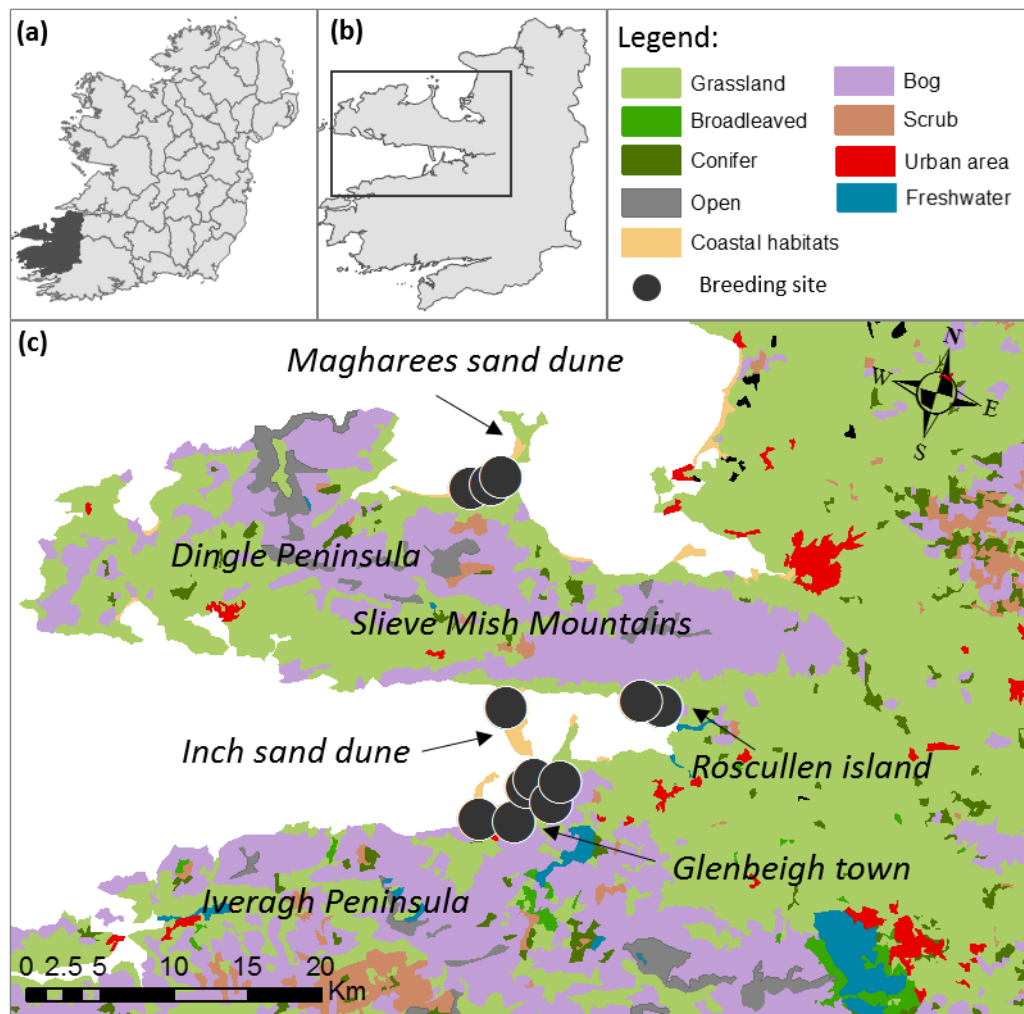 (a)
(b)
Legend:
Grassland
Bog
Broadleaved
Scrub
Conifer
Urban area
Open
Freshwater
Coastal habitats
Breeding site
(c)
Magharees sand dune
N
W
E
S
Dingle Peninsula
Slieve Mish Mountains
Inch sand dune
Roscullen island
Glenbeigh town
Iveragh Peninsula
0 2.5 5 10 15 20
Km